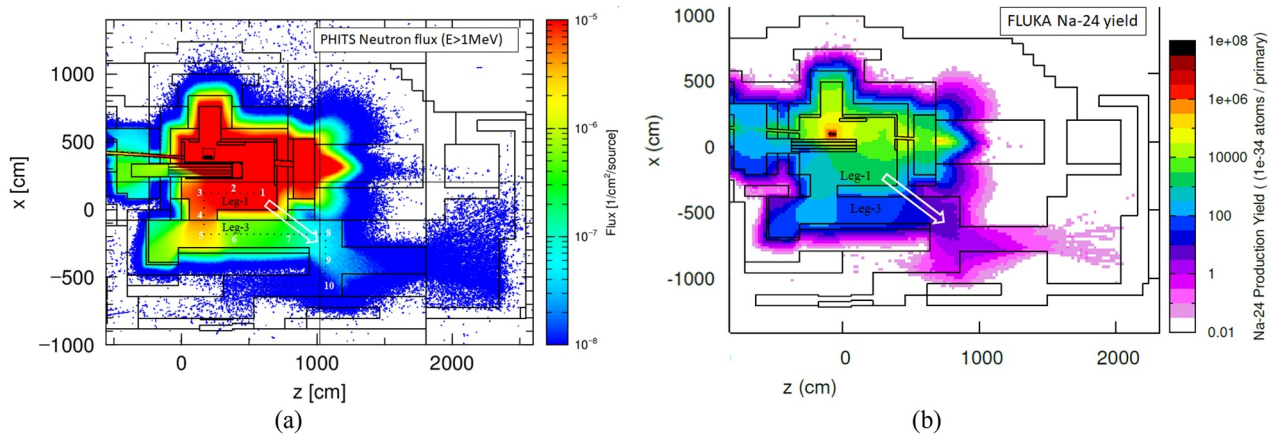 PHITS Neutron flux (E>1MeV)
x [cm]
1000
500
0
−500
−1000
0
1000
2000
z [cm]
3
2
1
Leg-1
4
Leg-3
5
6
7
8
9
10
10⁻⁵
10⁻⁶
10⁻⁷
10⁻⁸
Flux [1/cm²/source]
(a)
FLUKA Na-24 yield
x (cm)
1000
500
0
-500
-1000
0
1000
2000
z (cm)
Leg-1
Leg-3
1e+08
1e+06
10000
100
1
0.01
Na-24 Production Yield ( (1e-34 atoms / primary)
(b)